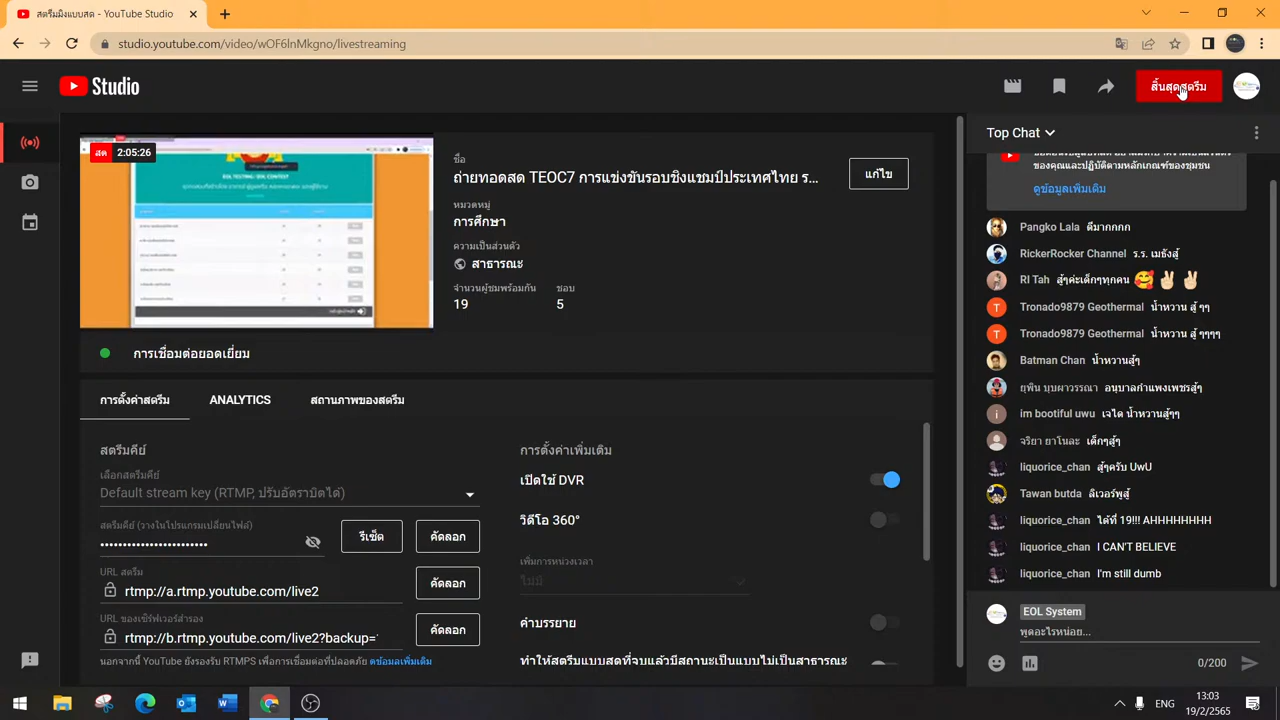 สตรีมมิงแบบสด - YouTube Studio
studio.youtube.com/video/wOF6lnMkgno/livestreaming
Studio
สิ้นสุดสตรีม
สด 2:05:26
EOL TESTING : IDL CONTEST
ชื่อ
ถ่ายทอดสด TEOC7 การแข่งขันรอบชิงแชมป์ประเทศไทย ร...
แก้ไข
หมวดหมู่
การศึกษา
ความเป็นส่วนตัว
สาธารณะ
จำนวนผู้ชมพร้อมกัน ชอบ
19 5
การเชื่อมต่อยอดเยี่ยม
การตั้งค่าสตรีม ANALYTICS สถานภาพของสตรีม
สตรีมคีย์
เลือกสตรีมคีย์
Default stream key (RTMP, ปรับอัตราบิตได้)
สตรีมคีย์ (วางในโปรแกรมเปลี่ยนไฟล์)
••••••••••••••••••••••••
รีเซ็ต คัดลอก
URL สตรีม
rtmp://a.rtmp.youtube.com/live2
คัดลอก
URL ของเซิร์ฟเวอร์สำรอง
rtmp://b.rtmp.youtube.com/live2?backup=
คัดลอก
นอกจากนี้ YouTube ยังรองรับ RTMPS เพื่อการเชื่อมต่อที่ปลอดภัย ดูข้อมูลเพิ่มเติม
การตั้งค่าเพิ่มเติม
เปิดใช้ DVR
วิดีโอ 360°
เพิ่มการหน่วงเวลา
ไม่มี
คำบรรยาย
ทำให้สตรีมแบบสดที่จบแล้วมีสถานะเป็นแบบไม่เป็นสาธารณะ
Top Chat
ของคุณและปฏิบัติตามหลักเกณฑ์ของชุมชน
ดูข้อมูลเพิ่มเติม
Pangko Lala ตึมากกกก
RickerRocker Channel ร.ร. เมธังสู้
RI Tah สู้ๆค่ะเด็กๆทุกคน 🥰✌🏻✌🏻
Tronado9879 Geothermal น้ำหวาน สู้ ๆๆ
Tronado9879 Geothermal น้ำหวาน สู้ ๆๆๆๆ
Batman Chan น้ำหวานสู้ๆ
ยุพิน บุบผาวรรณา อนุบาลกำแพงเพชรสู้ๆ
im bootiful uwu เจได น้ำหวานสู้ๆๆ
จริยา ยาโนละ เด็กๆสู้ๆ
liquorice_chan สู้ๆครับ UwU
Tawan butda ลิเวอร์พูสู้
liquorice_chan ได้ที่ 19!!! AHHHHHHHH
liquorice_chan I CAN'T BELIEVE
liquorice_chan I'm still dumb
EOL System
พูดอะไรหน่อย...
0/200
ENG
13:03
19/2/2565